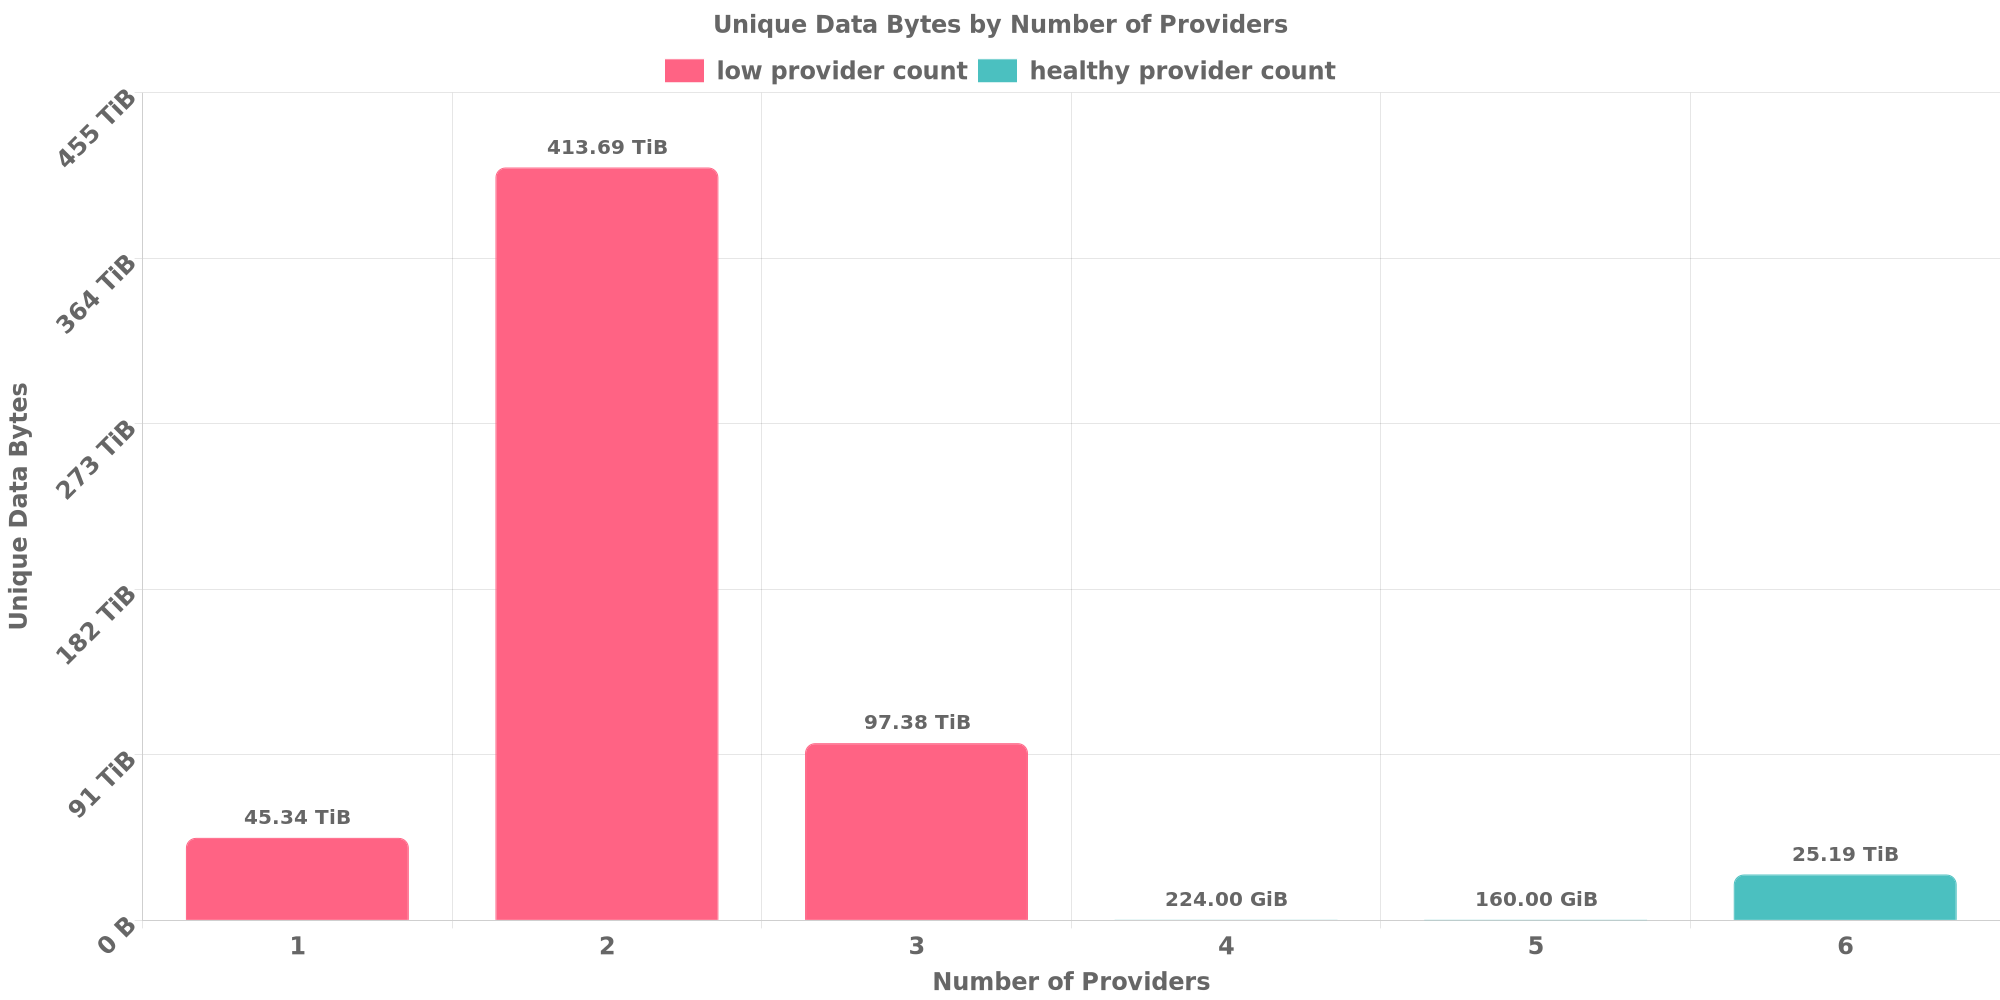 Unique Data Bytes by Number of Providers
low provider count
healthy provider count
Unique Data Bytes
455 TiB
364 TiB
273 TiB
182 TiB
91 TiB
0 B
45.34 TiB
413.69 TiB
97.38 TiB
224.00 GiB
160.00 GiB
25.19 TiB
1
2
3
4
5
6
Number of Providers